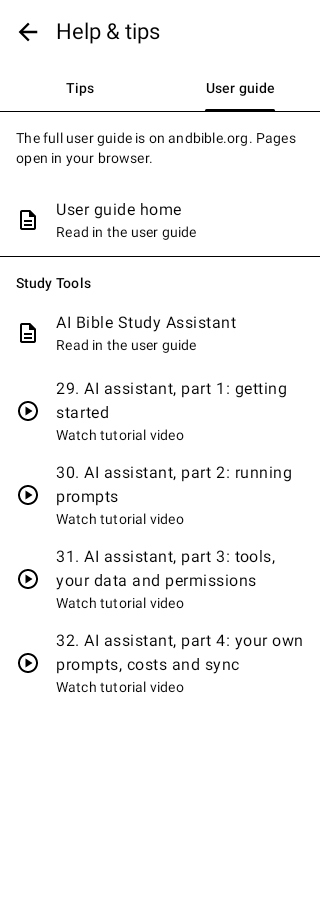 Help & tips
Tips
User guide
The full user guide is on andbible.org. Pages
open in your browser.
User guide home
Read in the user guide
Study Tools
AI Bible Study Assistant
Read in the user guide
29. AI assistant, part 1: getting
started
Watch tutorial video
30. AI assistant, part 2: running
prompts
Watch tutorial video
31. AI assistant, part 3: tools,
your data and permissions
Watch tutorial video
32. AI assistant, part 4: your own
prompts, costs and sync
Watch tutorial video